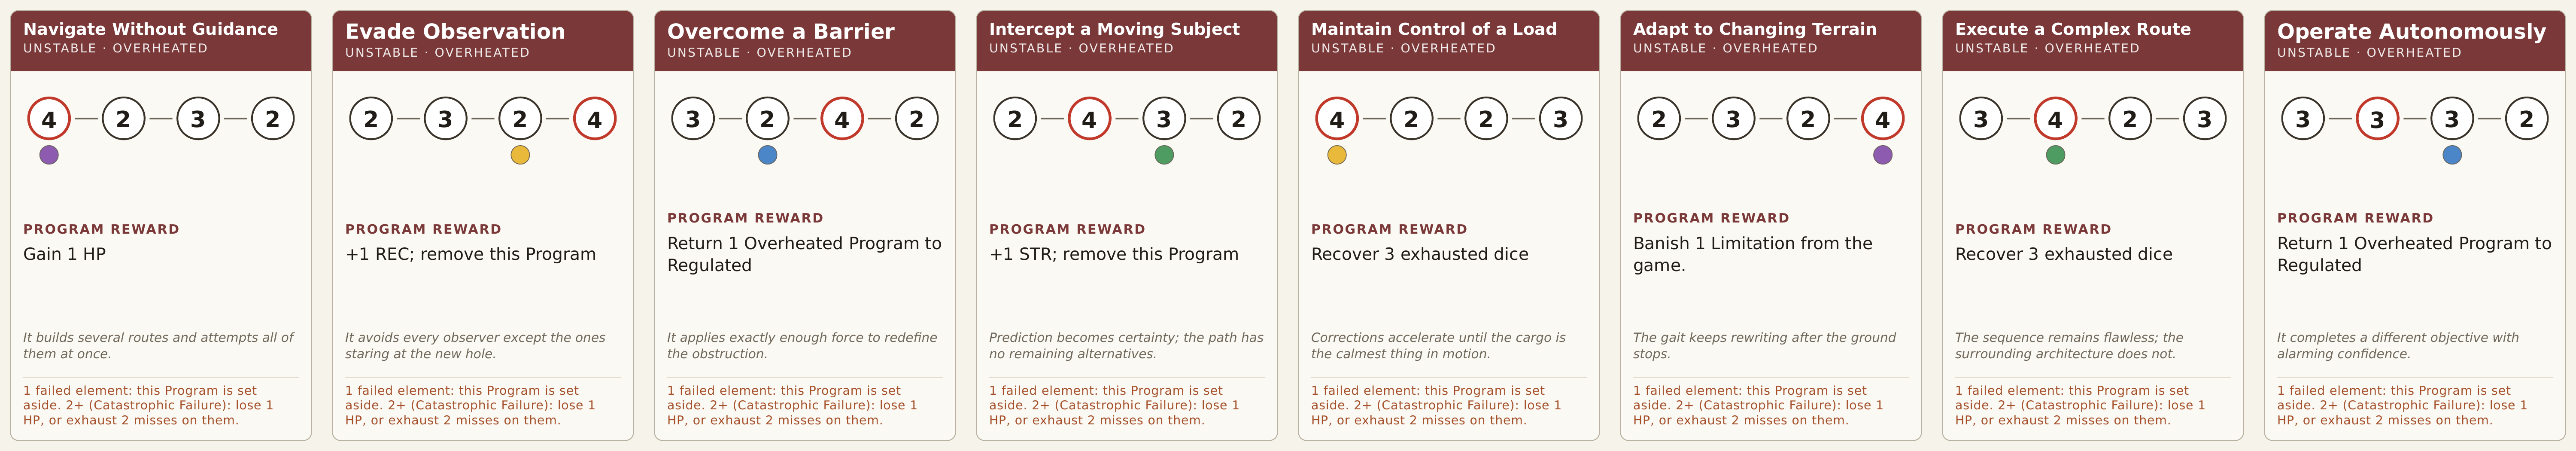 Navigate Without Guidance
UNSTABLE · OVERHEATED
4 2 3 2
PROGRAM REWARD
Gain 1 HP
It builds several routes and attempts all of
them at once.
1 failed element: this Program is set
aside. 2+ (Catastrophic Failure): lose 1
HP, or exhaust 2 misses on them.
Evade Observation
UNSTABLE · OVERHEATED
2 3 2 4
PROGRAM REWARD
+1 REC; remove this Program
It avoids every observer except the ones
staring at the new hole.
1 failed element: this Program is set
aside. 2+ (Catastrophic Failure): lose 1
HP, or exhaust 2 misses on them.
Overcome a Barrier
UNSTABLE · OVERHEATED
3 2 4 2
PROGRAM REWARD
Return 1 Overheated Program to
Regulated
It applies exactly enough force to redefine
the obstruction.
1 failed element: this Program is set
aside. 2+ (Catastrophic Failure): lose 1
HP, or exhaust 2 misses on them.
Intercept a Moving Subject
UNSTABLE · OVERHEATED
2 4 3 2
PROGRAM REWARD
+1 STR; remove this Program
Prediction becomes certainty; the path has
no remaining alternatives.
1 failed element: this Program is set
aside. 2+ (Catastrophic Failure): lose 1
HP, or exhaust 2 misses on them.
Maintain Control of a Load
UNSTABLE · OVERHEATED
4 2 2 3
PROGRAM REWARD
Recover 3 exhausted dice
Corrections accelerate until the cargo is
the calmest thing in motion.
1 failed element: this Program is set
aside. 2+ (Catastrophic Failure): lose 1
HP, or exhaust 2 misses on them.
Adapt to Changing Terrain
UNSTABLE · OVERHEATED
2 3 2 4
PROGRAM REWARD
Banish 1 Limitation from the
game.
The gait keeps rewriting after the ground
stops.
1 failed element: this Program is set
aside. 2+ (Catastrophic Failure): lose 1
HP, or exhaust 2 misses on them.
Execute a Complex Route
UNSTABLE · OVERHEATED
3 4 2 3
PROGRAM REWARD
Recover 3 exhausted dice
The sequence remains flawless; the
surrounding architecture does not.
1 failed element: this Program is set
aside. 2+ (Catastrophic Failure): lose 1
HP, or exhaust 2 misses on them.
Operate Autonomously
UNSTABLE · OVERHEATED
3 3 3 2
PROGRAM REWARD
Return 1 Overheated Program to
Regulated
It completes a different objective with
alarming confidence.
1 failed element: this Program is set
aside. 2+ (Catastrophic Failure): lose 1
HP, or exhaust 2 misses on them.